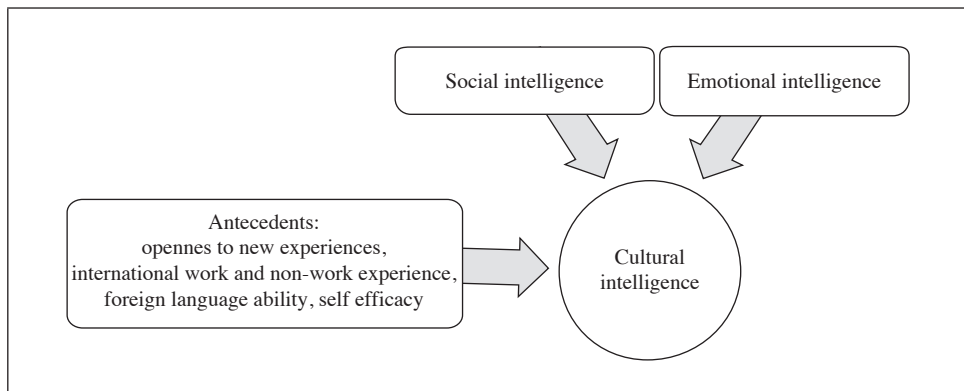 Social intelligence
Emotional intelligence
Antecedents:
opennes to new experiences,
international work and non-work experience,
foreign language ability, self efficacy
Cultural
intelligence